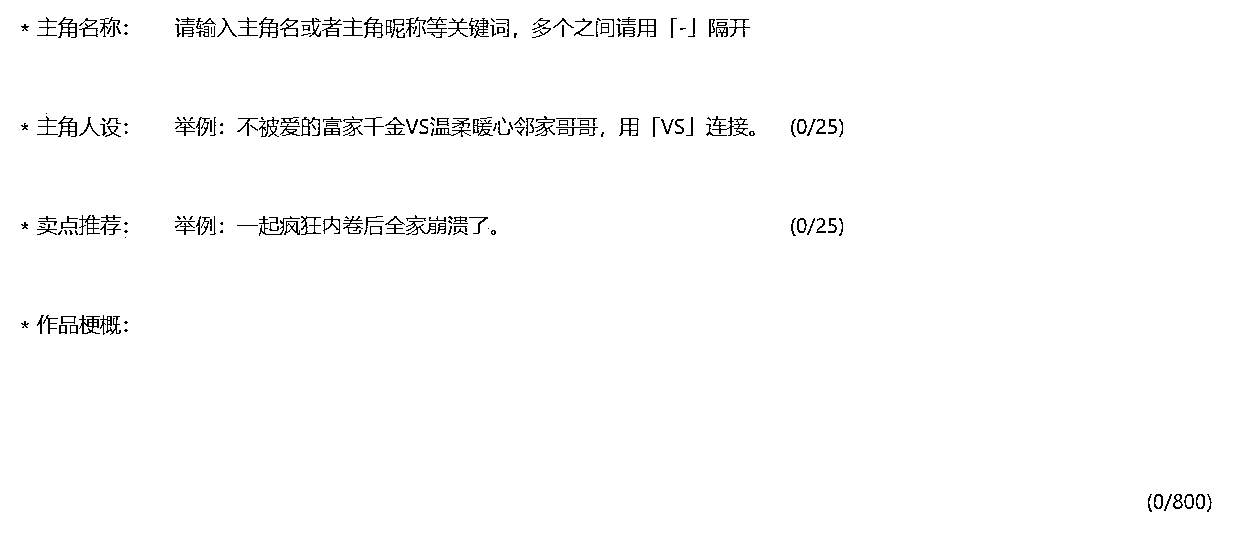 * 主角名称： 请输入主角名或者主角昵称等关键词，多个之间请用「-」隔开
* 主角人设： 举例：不被爱的富家千金VS温柔暖心邻家哥哥，用「VS」连接。 (0/25)
* 卖点推荐： 举例：一起疯狂内卷后全家崩溃了。 (0/25)
* 作品梗概：
(0/800)